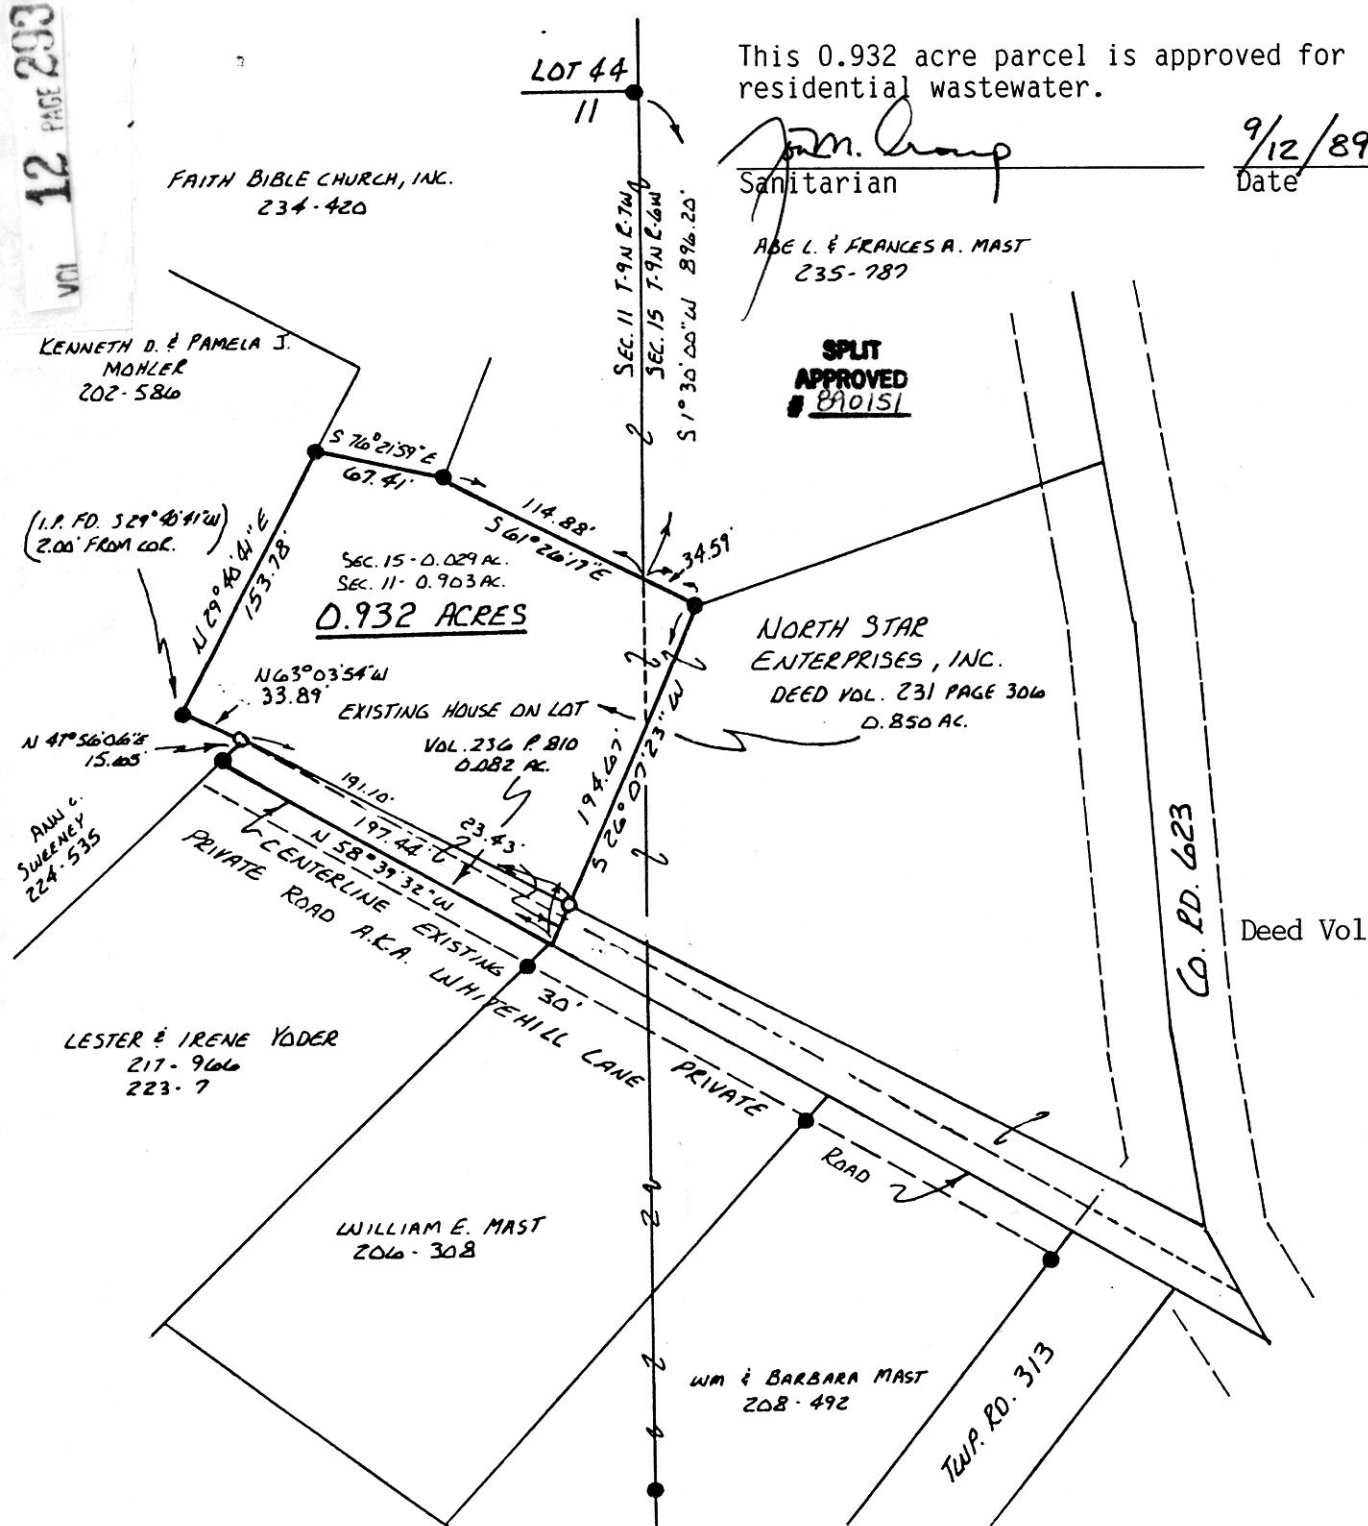 VOL 12 PAGE 293
LOT 44
11
This 0.932 acre parcel is approved for
residential wastewater.
9/12/89
Sanitarian
Date
FAITH BIBLE CHURCH, INC.
234-420
SEC. 11 T-9N R-7W
SEC. 15 T-9N R-6W
S 1° 30' 00" W 896.20'
ABE L. & FRANCES A. MAST
235-787
KENNETH D. & PAMELA J.
MOHLER
202-586
SPLIT
APPROVED
# 890151
S 76° 21' 59" E
67.41'
114.88'
S 61° 26' 17" E
34.59'
(I.P. FD. S 29° 40' 41" W
2.00' FROM COR.)
N 29° 40' 41" E
153.78'
SEC. 15 - 0.029 AC.
SEC. 11 - 0.903 AC.
0.932 ACRES
NORTH STAR
ENTERPRISES, INC.
DEED VOL. 231 PAGE 306
0.850 AC.
N 63° 03' 54" W
33.89'
EXISTING HOUSE ON LOT
VOL. 236 P. 810
0.082 AC.
N 47° 56' 06" E
15.605'
194.67'
S 26° 07' 23" W
191.10'
197.44'
23.43'
N 58° 39' 32" W
ANN C.
SWEENEY
224-535
CENTERLINE EXISTING
30'
PRIVATE
ROAD
PRIVATE ROAD A.K.A. WHITEHILL LANE
CO. RD. 623
Deed Vol
LESTER & IRENE YODER
217-966
223-7
WILLIAM E. MAST
206-308
WM & BARBARA MAST
208-492
TWP. RD. 313